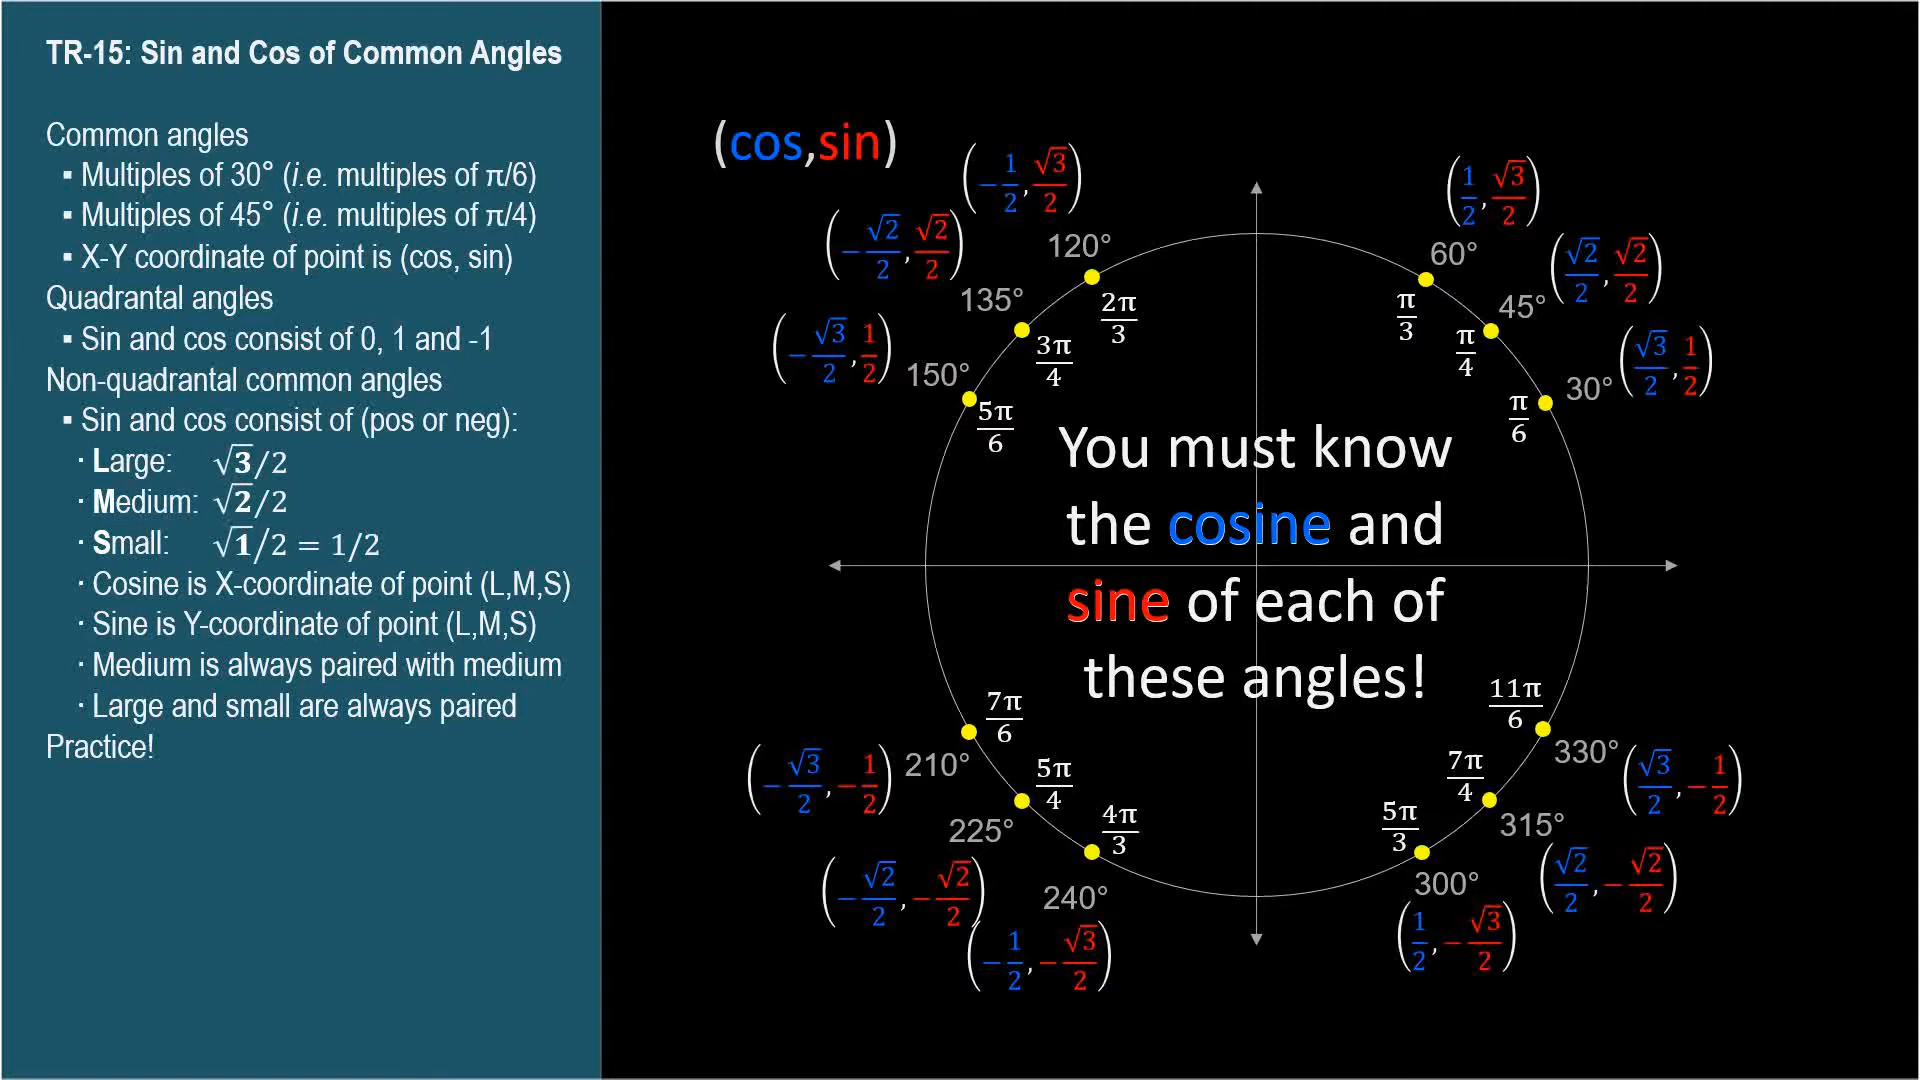 TR-15: Sin and Cos of Common Angles
Common angles
▪ Multiples of 30° (i.e. multiples of π/6)
▪ Multiples of 45° (i.e. multiples of π/4)
▪ X-Y coordinate of point is (cos, sin)
Quadrantal angles
▪ Sin and cos consist of 0, 1 and -1
Non-quadrantal common angles
▪ Sin and cos consist of (pos or neg):
· Large: √3/2
· Medium: √2/2
· Small: √1/2 = 1/2
· Cosine is X-coordinate of point (L,M,S)
· Sine is Y-coordinate of point (L,M,S)
· Medium is always paired with medium
· Large and small are always paired
Practice!
(cos,sin)
(-1/2, √3/2)
120°
2π/3
(-√2/2, √2/2)
135°
3π/4
(-√3/2, 1/2)
150°
5π/6
(1/2, √3/2)
60°
π/3
(√2/2, √2/2)
45°
π/4
(√3/2, 1/2)
30°
π/6
You must know
the cosine and
sine of each of
these angles!
7π/6
210°
(-√3/2, -1/2)
5π/4
225°
(-√2/2, -√2/2)
4π/3
240°
(-1/2, -√3/2)
11π/6
330°
(√3/2, -1/2)
7π/4
315°
(√2/2, -√2/2)
5π/3
300°
(1/2, -√3/2)